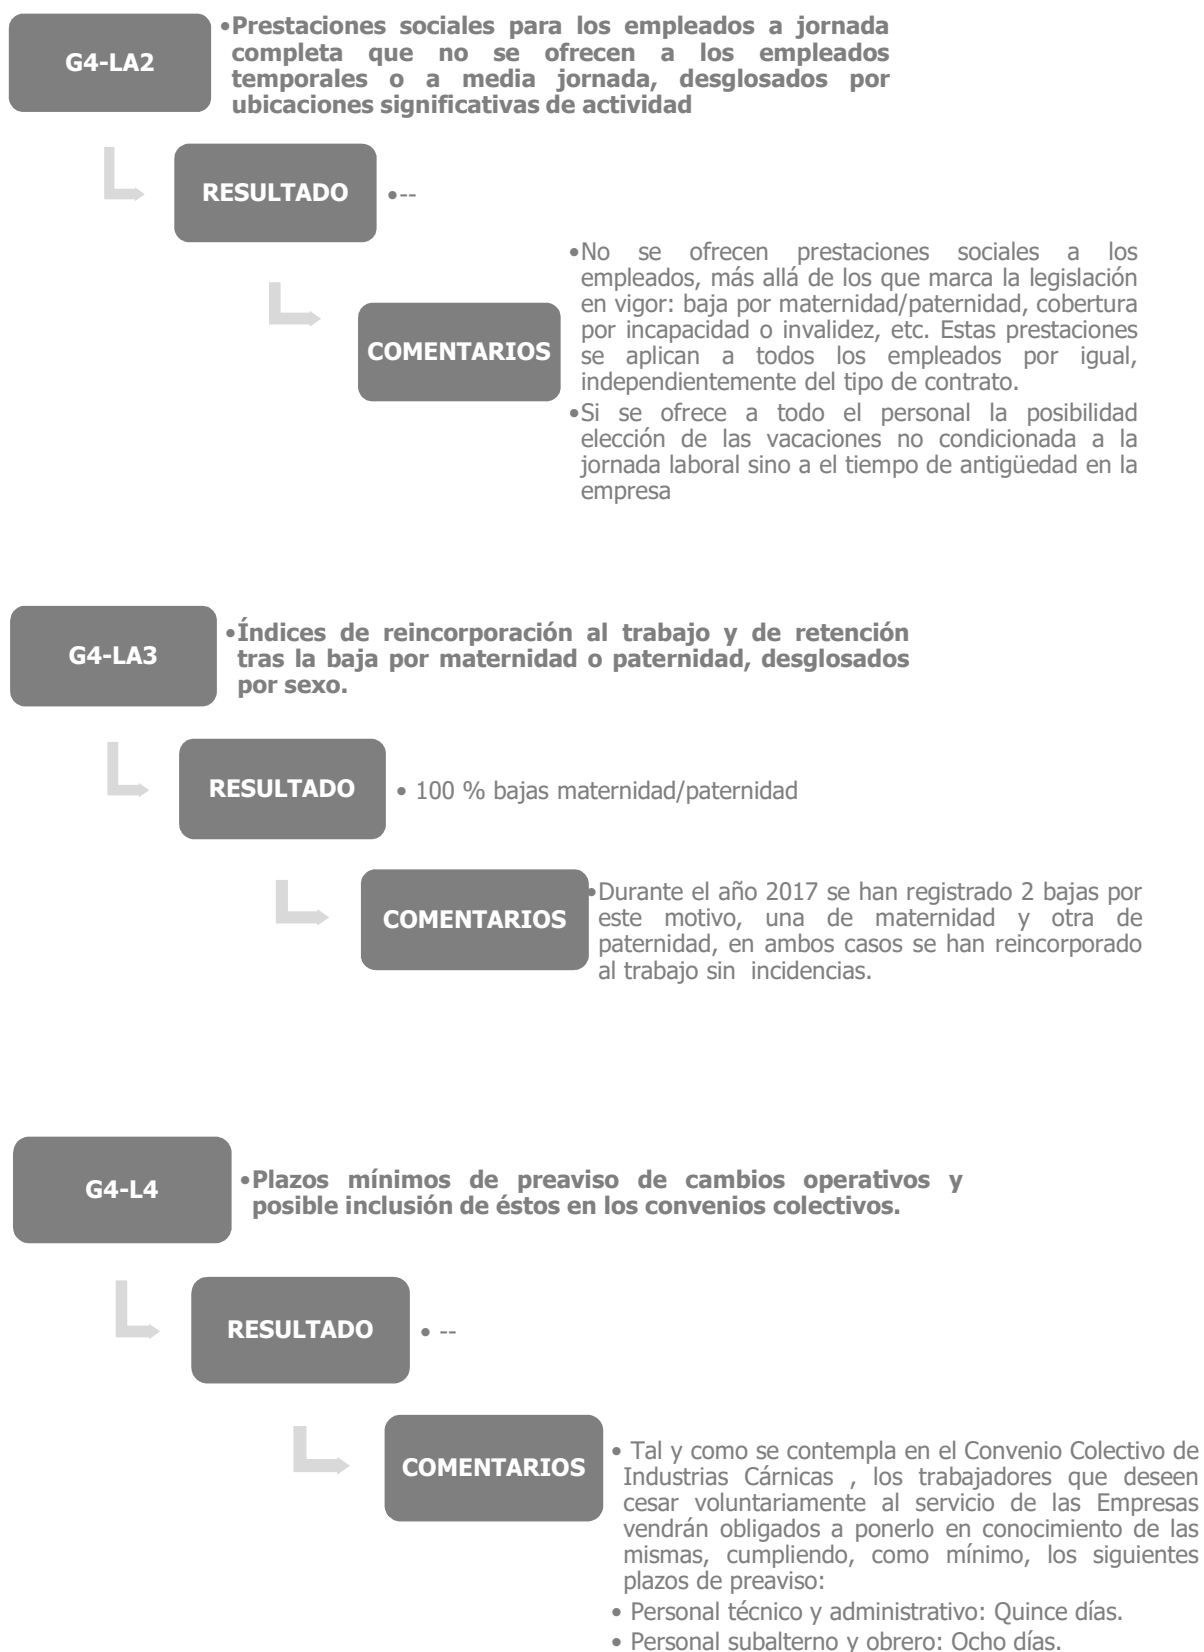 G4-LA2
•Prestaciones sociales para los empleados a jornada
completa que no se ofrecen a los empleados
temporales o a media jornada, desglosados por
ubicaciones significativas de actividad
RESULTADO
•--
COMENTARIOS
•No se ofrecen prestaciones sociales a los
empleados, más allá de los que marca la legislación
en vigor: baja por maternidad/paternidad, cobertura
por incapacidad o invalidez, etc. Estas prestaciones
se aplican a todos los empleados por igual,
independientemente del tipo de contrato.
•Si se ofrece a todo el personal la posibilidad
elección de las vacaciones no condicionada a la
jornada laboral sino a el tiempo de antigüedad en la
empresa
G4-LA3
•Índices de reincorporación al trabajo y de retención
tras la baja por maternidad o paternidad, desglosados
por sexo.
RESULTADO
• 100 % bajas maternidad/paternidad
COMENTARIOS
•Durante el año 2017 se han registrado 2 bajas por
este motivo, una de maternidad y otra de
paternidad, en ambos casos se han reincorporado
al trabajo sin incidencias.
G4-L4
•Plazos mínimos de preaviso de cambios operativos y
posible inclusión de éstos en los convenios colectivos.
RESULTADO
• --
COMENTARIOS
• Tal y como se contempla en el Convenio Colectivo de
Industrias Cárnicas , los trabajadores que deseen
cesar voluntariamente al servicio de las Empresas
vendrán obligados a ponerlo en conocimiento de las
mismas, cumpliendo, como mínimo, los siguientes
plazos de preaviso:
• Personal técnico y administrativo: Quince días.
• Personal subalterno y obrero: Ocho días.